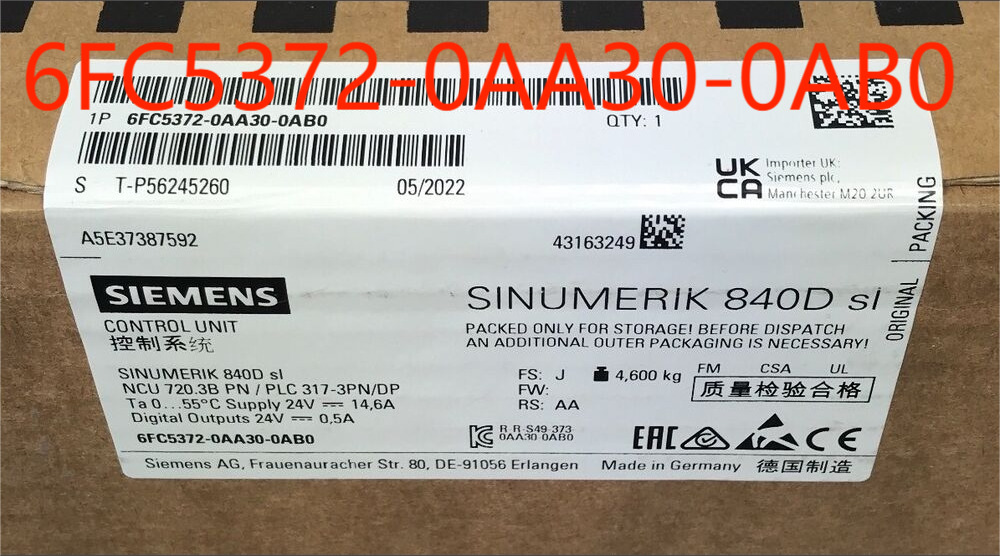 6FC5372-0AA30-0AB0
1P 6FC5372-0AA30-0AB0 QTY: 1
S T-P56245260 05/2022
UK CA
Importer UK:
Siemens plc,
Manchester M20 2UR
A5E37387592 43163249
ORIGINAL PACKING
SIEMENS
CONTROL UNIT
控制系统
SINUMERIK 840D sl
PACKED ONLY FOR STORAGE! BEFORE DISPATCH
AN ADDITIONAL OUTER PACKAGING IS NECESSARY!
SINUMERIK 840D sl
NCU 720.3B PN / PLC 317-3PN/DP
Ta 0...55°C Supply 24V 14,6A
Digital Outputs 24V 0,5A
6FC5372-0AA30-0AB0
FS: J 4,600 kg
FW:
RS: AA
FM CSA UL
质量检验合格
R-R-S49-373
0AA30-0AB0
EAC CE
Siemens AG, Frauenauracher Str. 80, DE-91056 Erlangen Made in Germany 德国制造